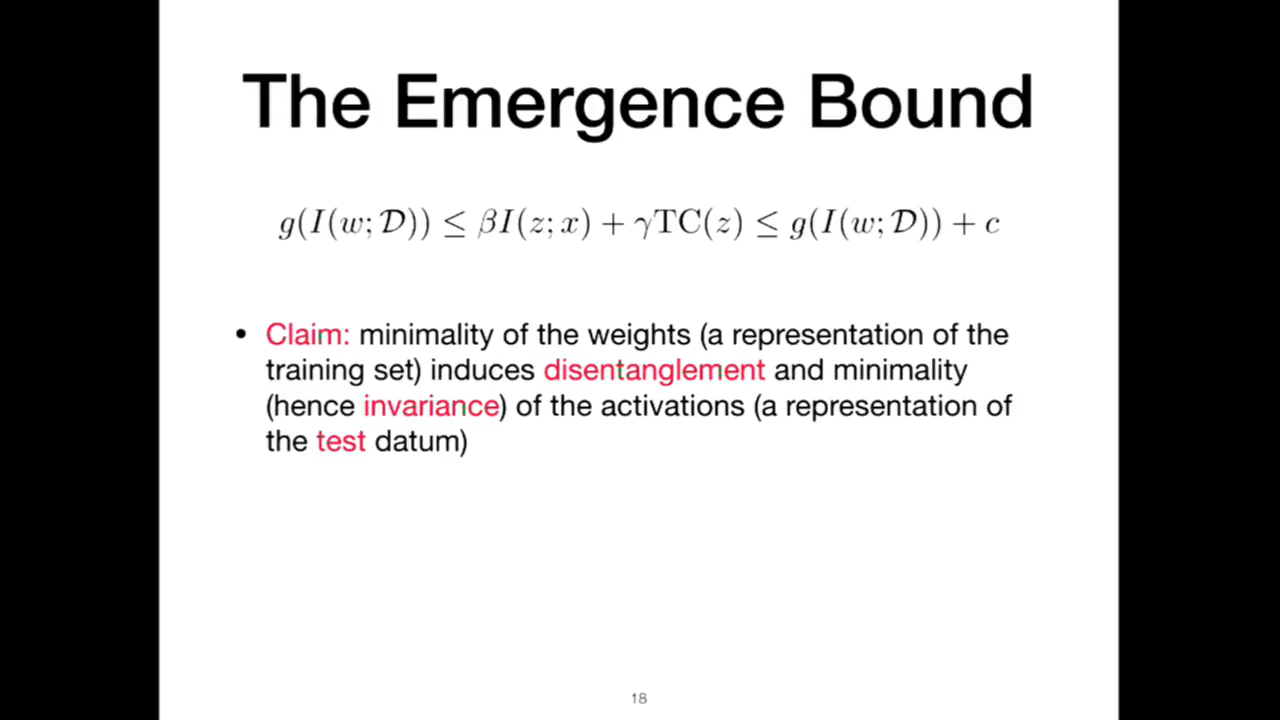 The Emergence Bound
g(I(w; 𝒟)) ≤ βI(z; x) + γTC(z) ≤ g(I(w; 𝒟)) + c
• Claim: minimality of the weights (a representation of the
training set) induces disentanglement and minimality
(hence invariance) of the activations (a representation of
the test datum)
18